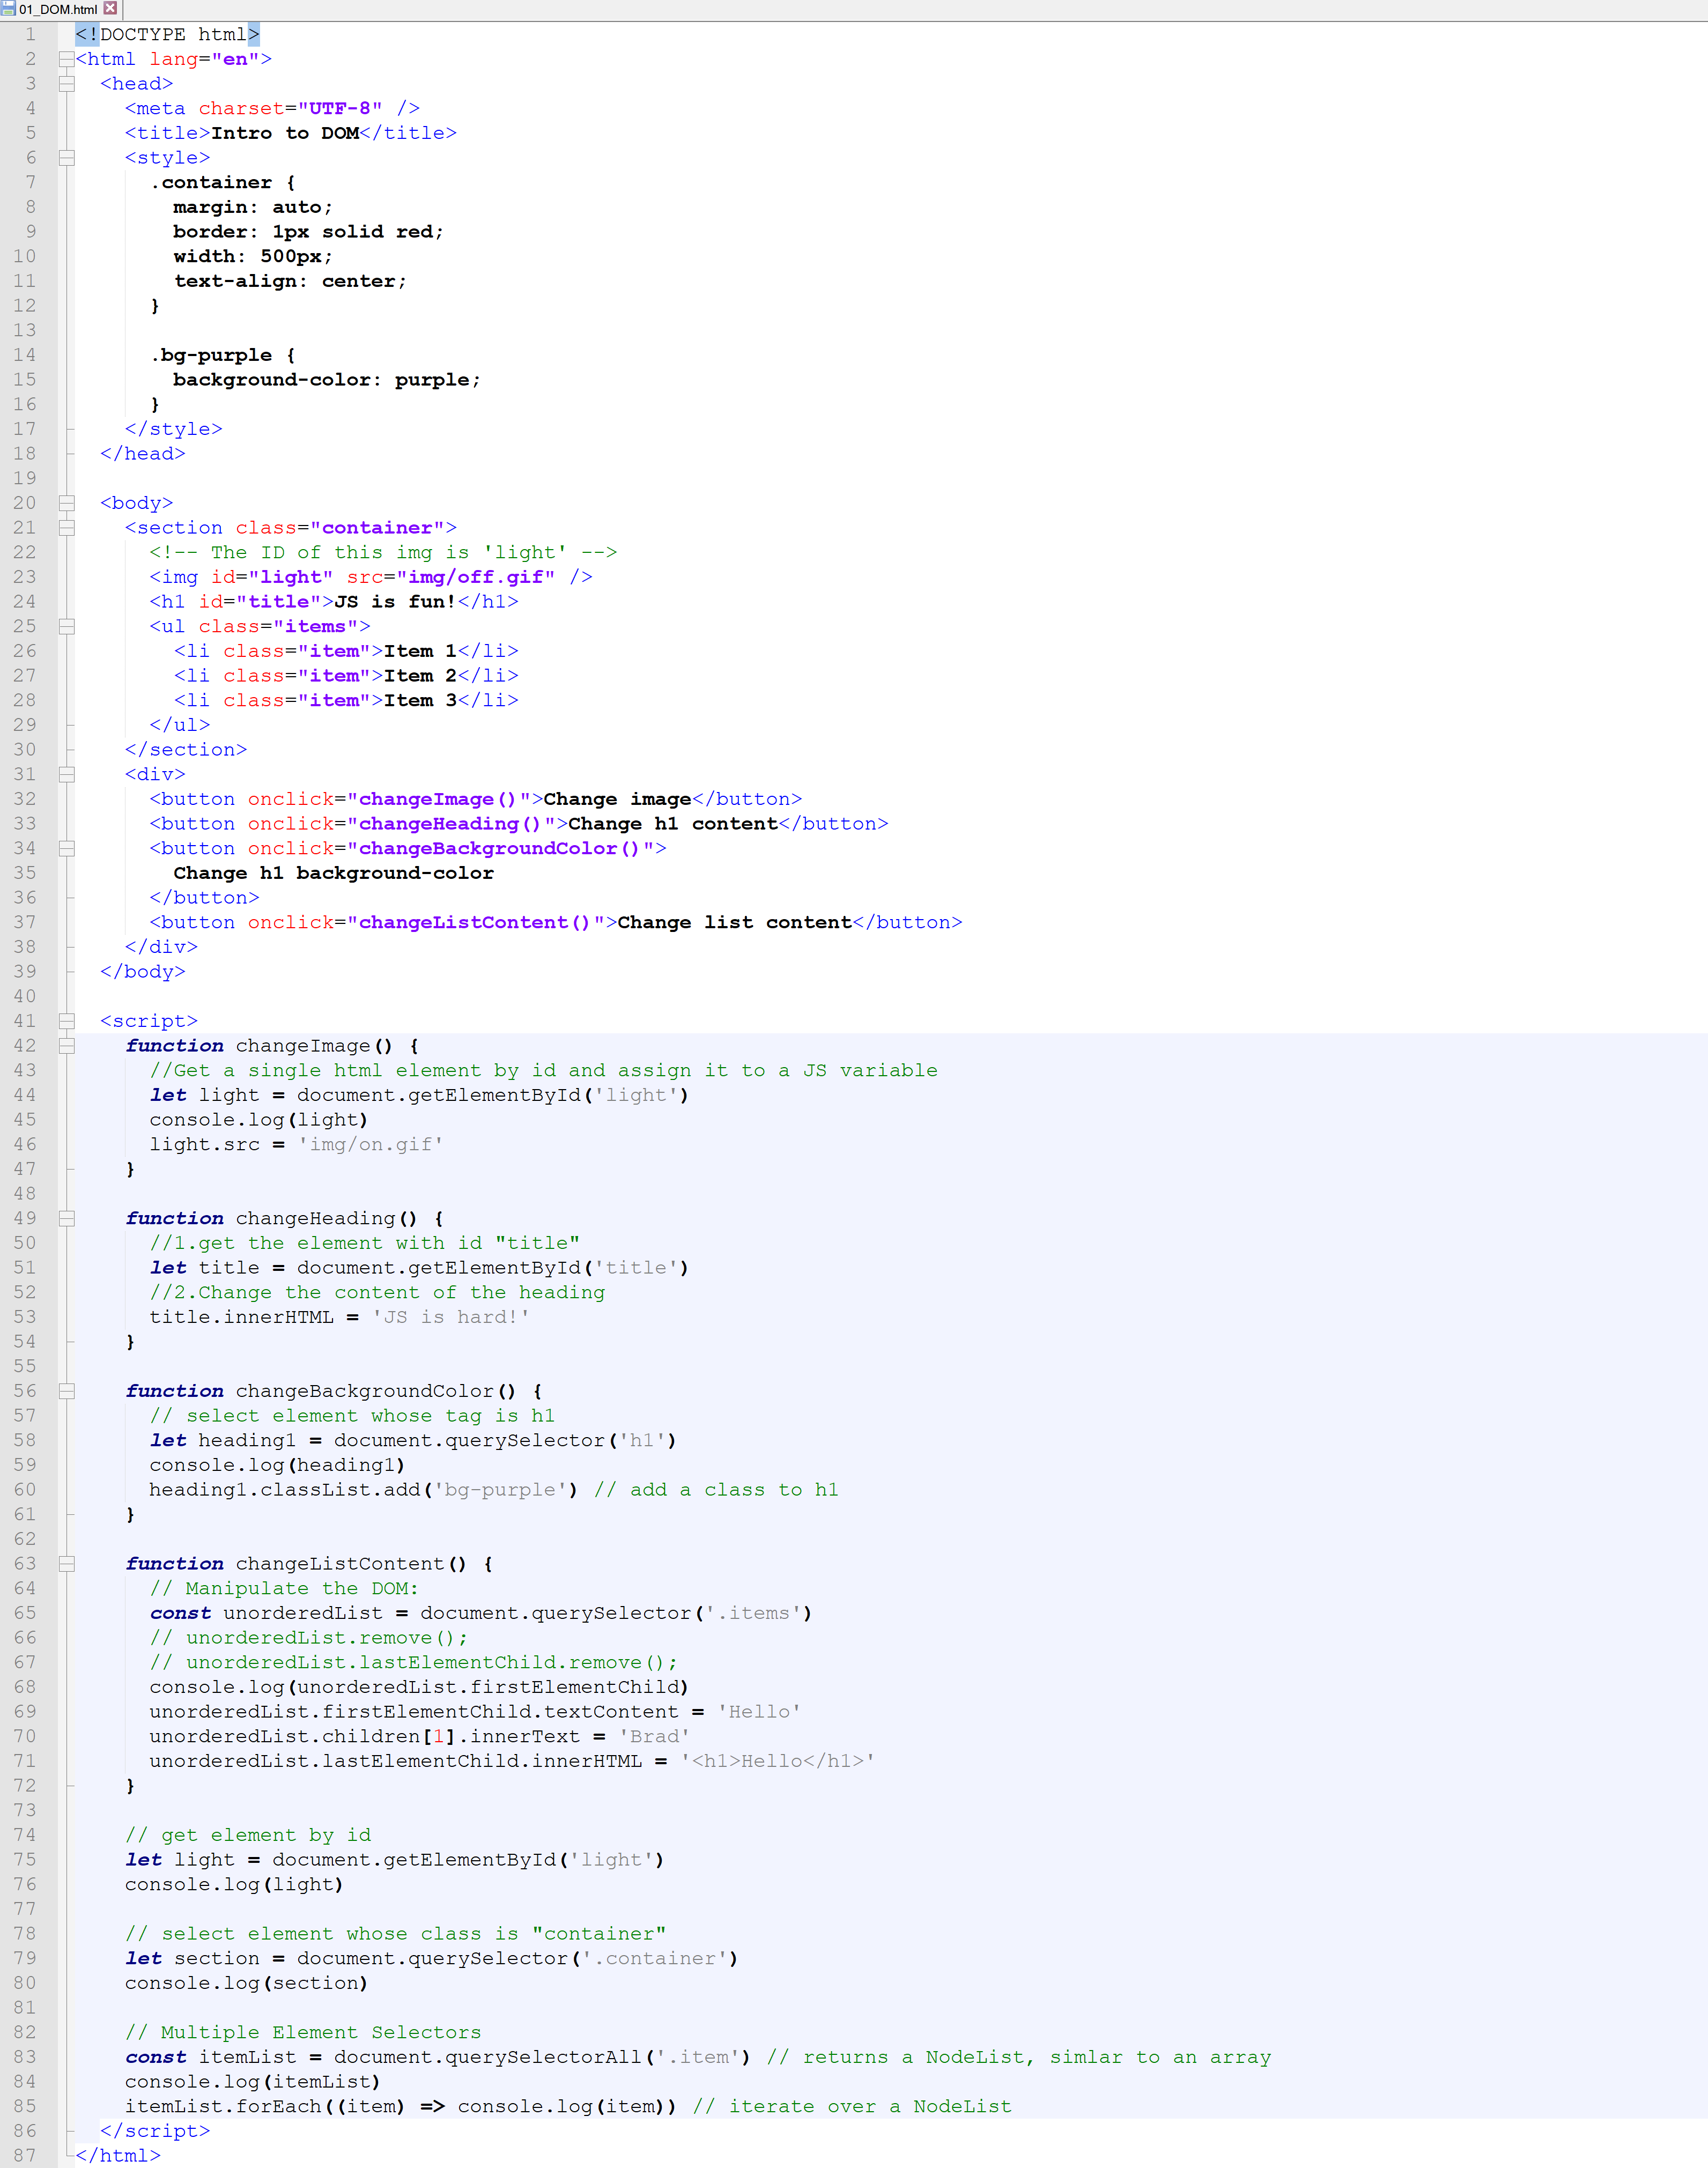 01_DOM.html
1 <!DOCTYPE html>
2 <html lang="en">
3   <head>
4     <meta charset="UTF-8" />
5     <title>Intro to DOM</title>
6     <style>
7       .container {
8         margin: auto;
9         border: 1px solid red;
10         width: 500px;
11         text-align: center;
12       }
13
14       .bg-purple {
15         background-color: purple;
16       }
17     </style>
18   </head>
19
20   <body>
21     <section class="container">
22       <!-- The ID of this img is 'light' -->
23       <img id="light" src="img/off.gif" />
24       <h1 id="title">JS is fun!</h1>
25       <ul class="items">
26         <li class="item">Item 1</li>
27         <li class="item">Item 2</li>
28         <li class="item">Item 3</li>
29       </ul>
30     </section>
31     <div>
32       <button onclick="changeImage()">Change image</button>
33       <button onclick="changeHeading()">Change h1 content</button>
34       <button onclick="changeBackgroundColor()">
35         Change h1 background-color
36       </button>
37       <button onclick="changeListContent()">Change list content</button>
38     </div>
39   </body>
40
41   <script>
42     function changeImage() {
43       //Get a single html element by id and assign it to a JS variable
44       let light = document.getElementById('light')
45       console.log(light)
46       light.src = 'img/on.gif'
47     }
48
49     function changeHeading() {
50       //1.get the element with id "title"
51       let title = document.getElementById('title')
52       //2.Change the content of the heading
53       title.innerHTML = 'JS is hard!'
54     }
55
56     function changeBackgroundColor() {
57       // select element whose tag is h1
58       let heading1 = document.querySelector('h1')
59       console.log(heading1)
60       heading1.classList.add('bg-purple') // add a class to h1
61     }
62
63     function changeListContent() {
64       // Manipulate the DOM:
65       const unorderedList = document.querySelector('.items')
66       // unorderedList.remove();
67       // unorderedList.lastElementChild.remove();
68       console.log(unorderedList.firstElementChild)
69       unorderedList.firstElementChild.textContent = 'Hello'
70       unorderedList.children[1].innerText = 'Brad'
71       unorderedList.lastElementChild.innerHTML = '<h1>Hello</h1>'
72     }
73
74     // get element by id
75     let light = document.getElementById('light')
76     console.log(light)
77
78     // select element whose class is "container"
79     let section = document.querySelector('.container')
80     console.log(section)
81
82     // Multiple Element Selectors
83     const itemList = document.querySelectorAll('.item') // returns a NodeList, simlar to an array
84     console.log(itemList)
85     itemList.forEach((item) => console.log(item)) // iterate over a NodeList
86   </script>
87 </html>